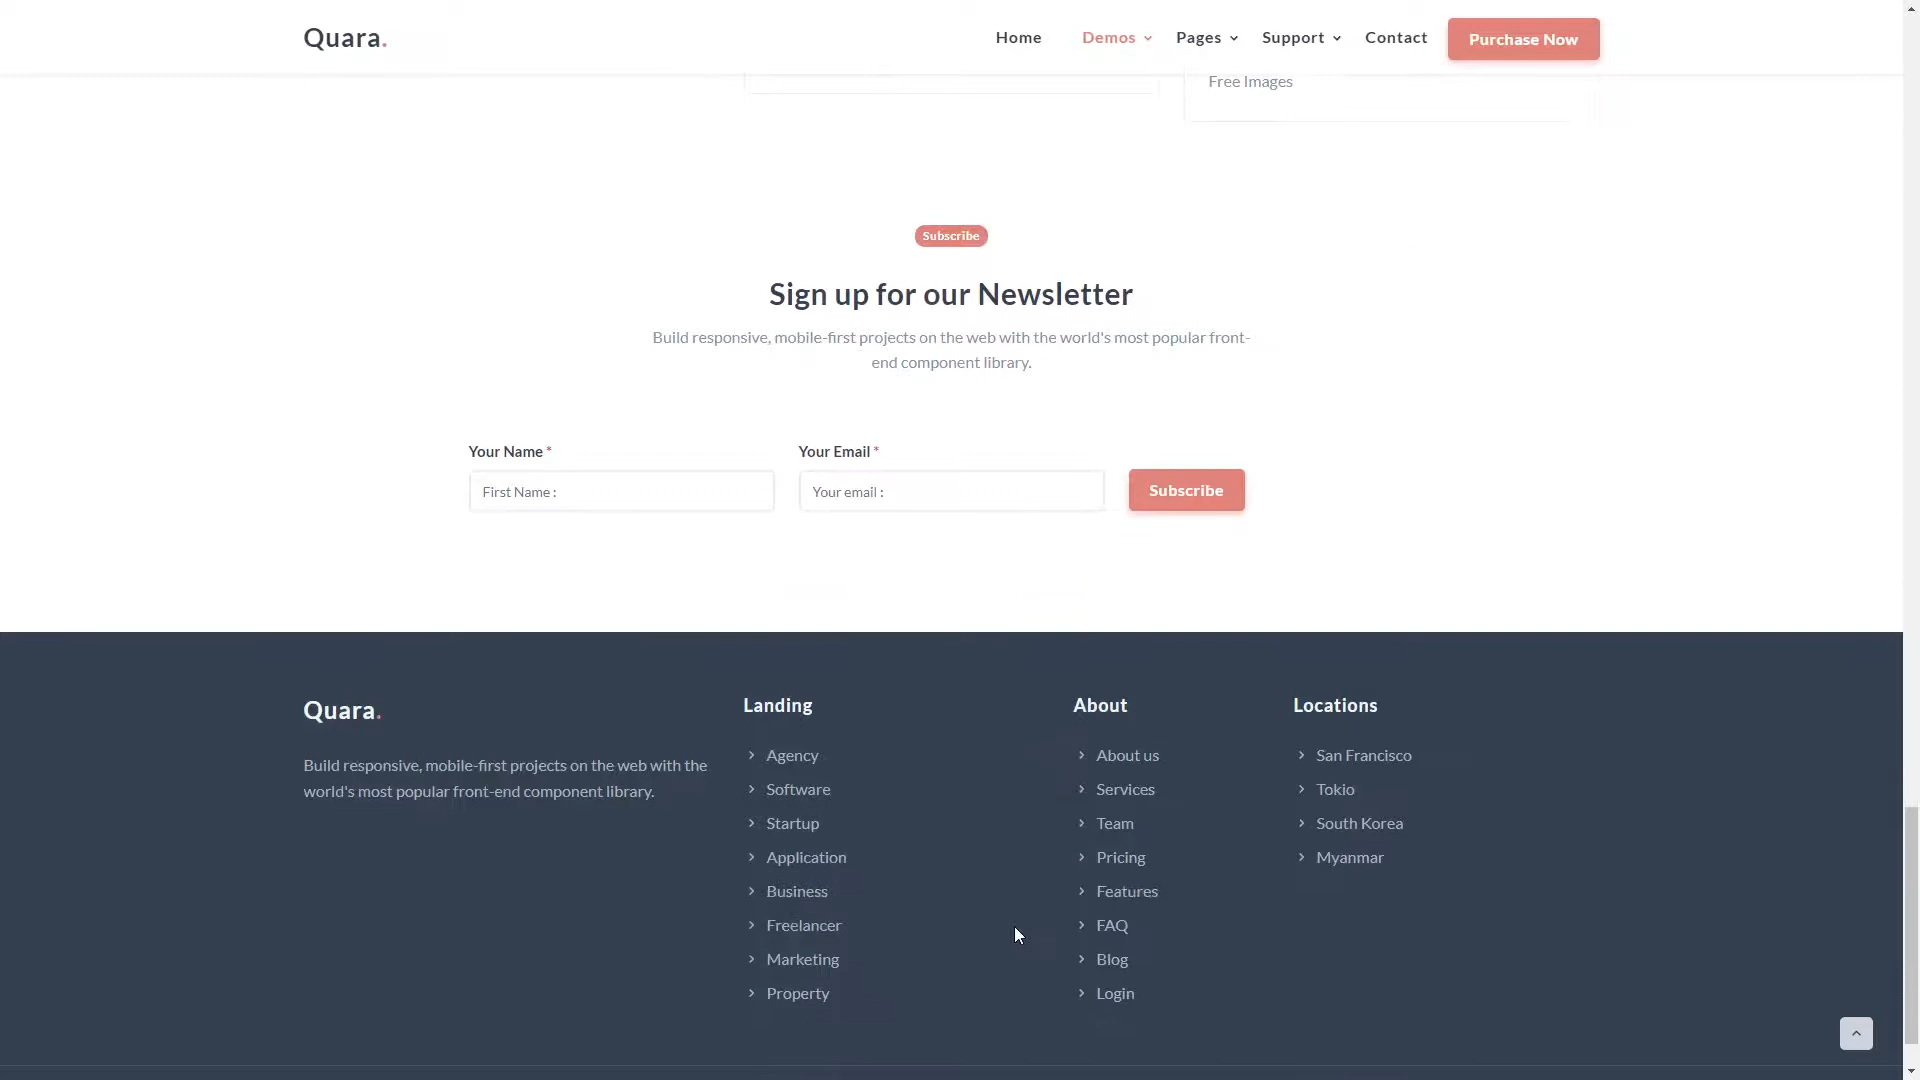 Quara.
Home
Demos
Pages
Support
Contact
Purchase Now
Free Images
Subscribe
Sign up for our Newsletter
Build responsive, mobile-first projects on the web with the world's most popular front-
end component library.
Your Name *
Your Email *
First Name :
Your email :
Subscribe
Quara.
Build responsive, mobile-first projects on the web with the
world's most popular front-end component library.
Landing
Agency
Software
Startup
Application
Business
Freelancer
Marketing
Property
About
About us
Services
Team
Pricing
Features
FAQ
Blog
Login
Locations
San Francisco
Tokio
South Korea
Myanmar